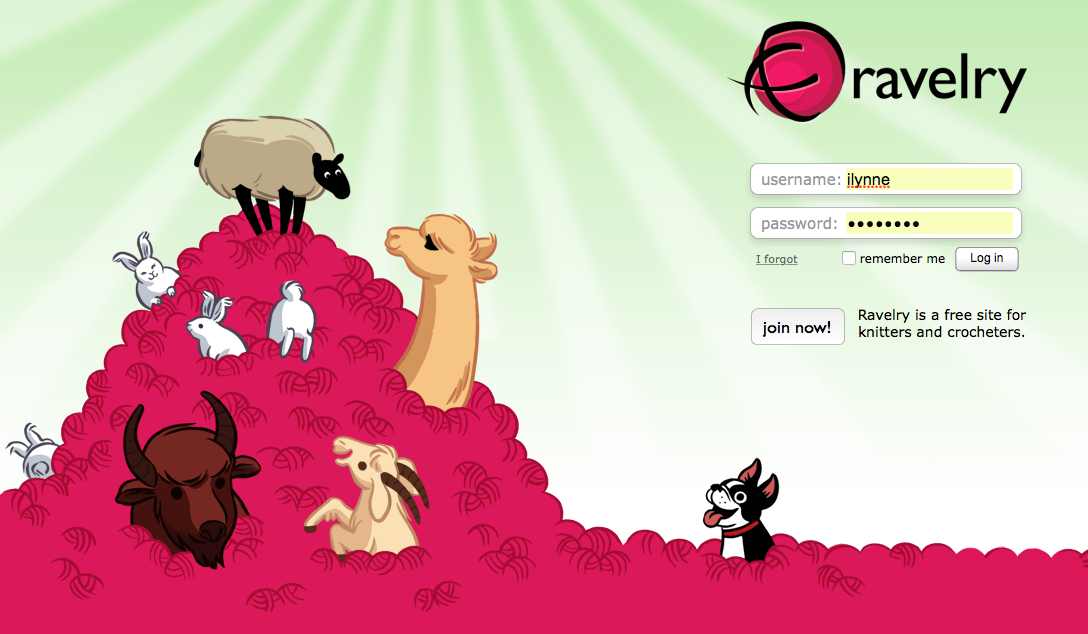 ravelry
username: ilynne
password: ••••••••
I forgot
remember me
Log in
join now!
Ravelry is a free site for
knitters and crocheters.